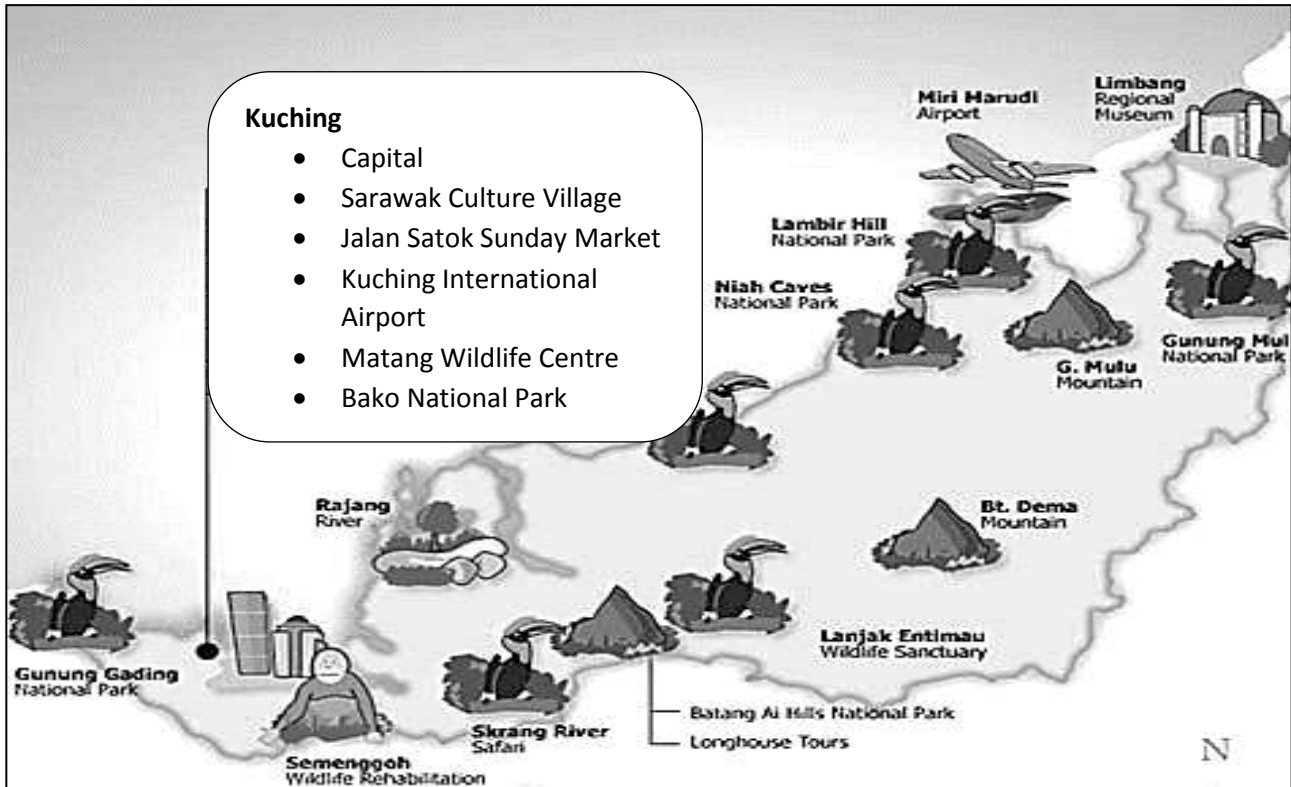 Kuching
• Capital
• Sarawak Culture Village
• Jalan Satok Sunday Market
• Kuching International
Airport
• Matang Wildlife Centre
• Bako National Park
Miri Marudi
Airport
Limbang
Regional
Museum
Lambir Hill
National Park
Niah Caves
National Park
G. Mulu
Mountain
Gunung Mul
National Park
Rajang
River
Bt. Dema
Mountain
Gunung Gading
National Park
Lanjak Entimau
Wildlife Sanctuary
Skrang River
Safari
Batang Ai Hills National Park
Longhouse Tours
Semenggoh
Wildlife Rehabilitation
N